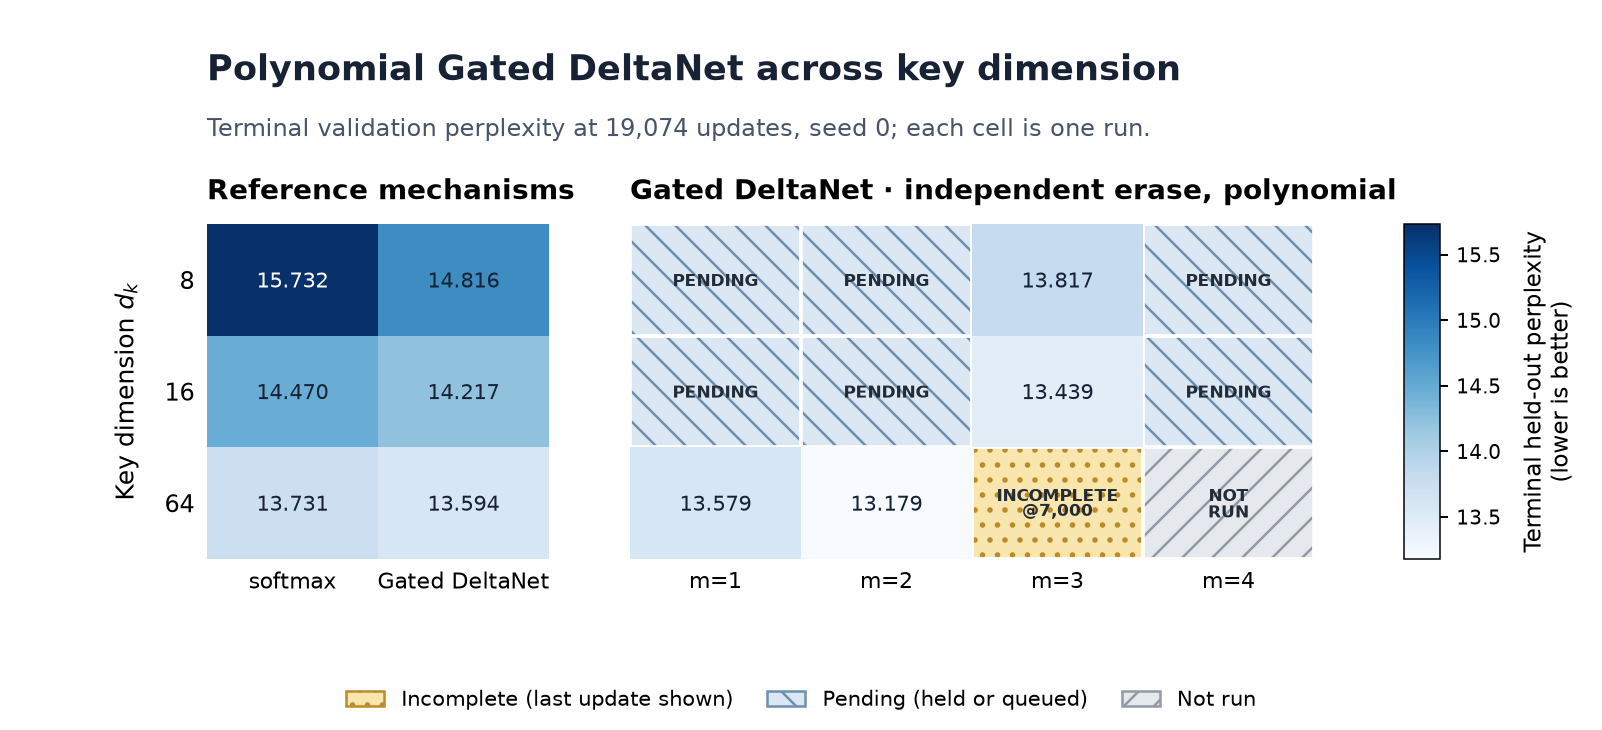 Polynomial Gated DeltaNet across key dimension
Terminal validation perplexity at 19,074 updates, seed 0; each cell is one run.
Reference mechanisms
Gated DeltaNet · independent erase, polynomial
Key dimension dₖ
8
15.732
14.816
PENDING
PENDING
13.817
PENDING
16
14.470
14.217
PENDING
PENDING
13.439
PENDING
64
13.731
13.594
13.579
13.179
INCOMPLETE
@7,000
NOT
RUN
softmax
Gated DeltaNet
m=1
m=2
m=3
m=4
15.5
15.0
14.5
14.0
13.5
Terminal held-out perplexity
(lower is better)
Incomplete (last update shown)
Pending (held or queued)
Not run